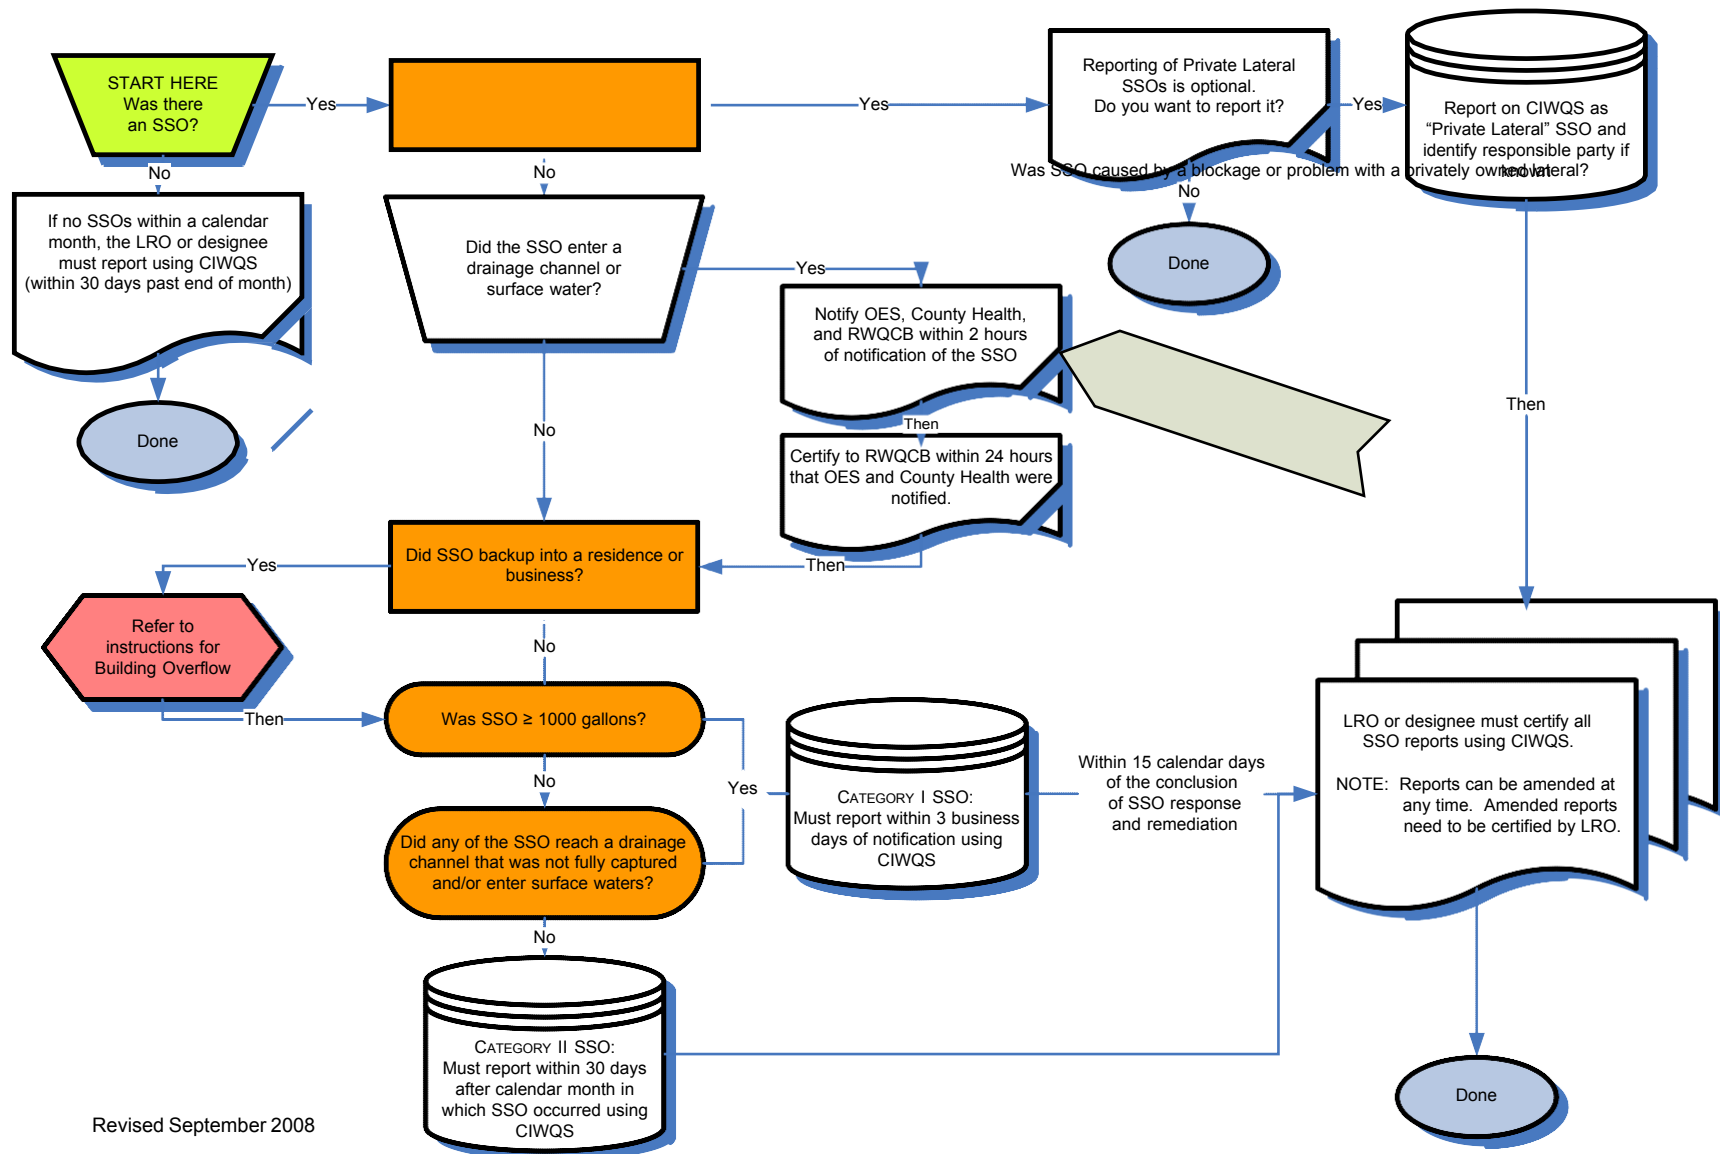 START HERE
Was there
an SSO?
Yes
Yes
Reporting of Private Lateral
SSOs is optional.
Do you want to report it?
Yes
Report on CIWQS as
“Private Lateral” SSO and
identify responsible party if
known
Was SSO caused by a blockage or problem with a privately owned lateral?
No
No
No
If no SSOs within a calendar
month, the LRO or designee
must report using CIWQS
(within 30 days past end of month)
Done
Did the SSO enter a
drainage channel or
surface water?
Yes
Done
Notify OES, County Health,
and RWQCB within 2 hours
of notification of the SSO
Then
Then
No
Certify to RWQCB within 24 hours
that OES and County Health were
notified.
Then
Did SSO backup into a residence or
business?
Yes
Refer to
instructions for
Building Overflow
No
Then
Was SSO ≥ 1000 gallons?
No
Yes
Did any of the SSO reach a drainage
channel that was not fully captured
and/or enter surface waters?
CATEGORY I SSO:
Must report within 3 business
days of notification using
CIWQS
Within 15 calendar days
of the conclusion
of SSO response
and remediation
LRO or designee must certify all
SSO reports using CIWQS.
NOTE: Reports can be amended at
any time. Amended reports
need to be certified by LRO.
No
CATEGORY II SSO:
Must report within 30 days
after calendar month in
which SSO occurred using
CIWQS
Done
Revised September 2008